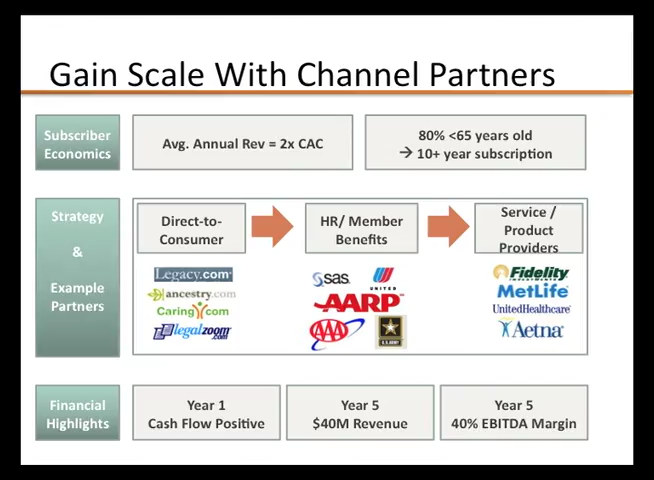 Gain Scale With Channel Partners
Subscriber
Economics
Avg. Annual Rev = 2x CAC
80% <65 years old
→ 10+ year subscription
Strategy
&
Example
Partners
Direct-to-
Consumer
HR/ Member
Benefits
Service /
Product
Providers
Legacy.com
ancestry.com
Caring.com
legalzoom.com
sas
UNITED
AARP
AAA
U.S. ARMY
Fidelity
INVESTMENTS
MetLife
UnitedHealthcare
Aetna
Financial
Highlights
Year 1
Cash Flow Positive
Year 5
$40M Revenue
Year 5
40% EBITDA Margin